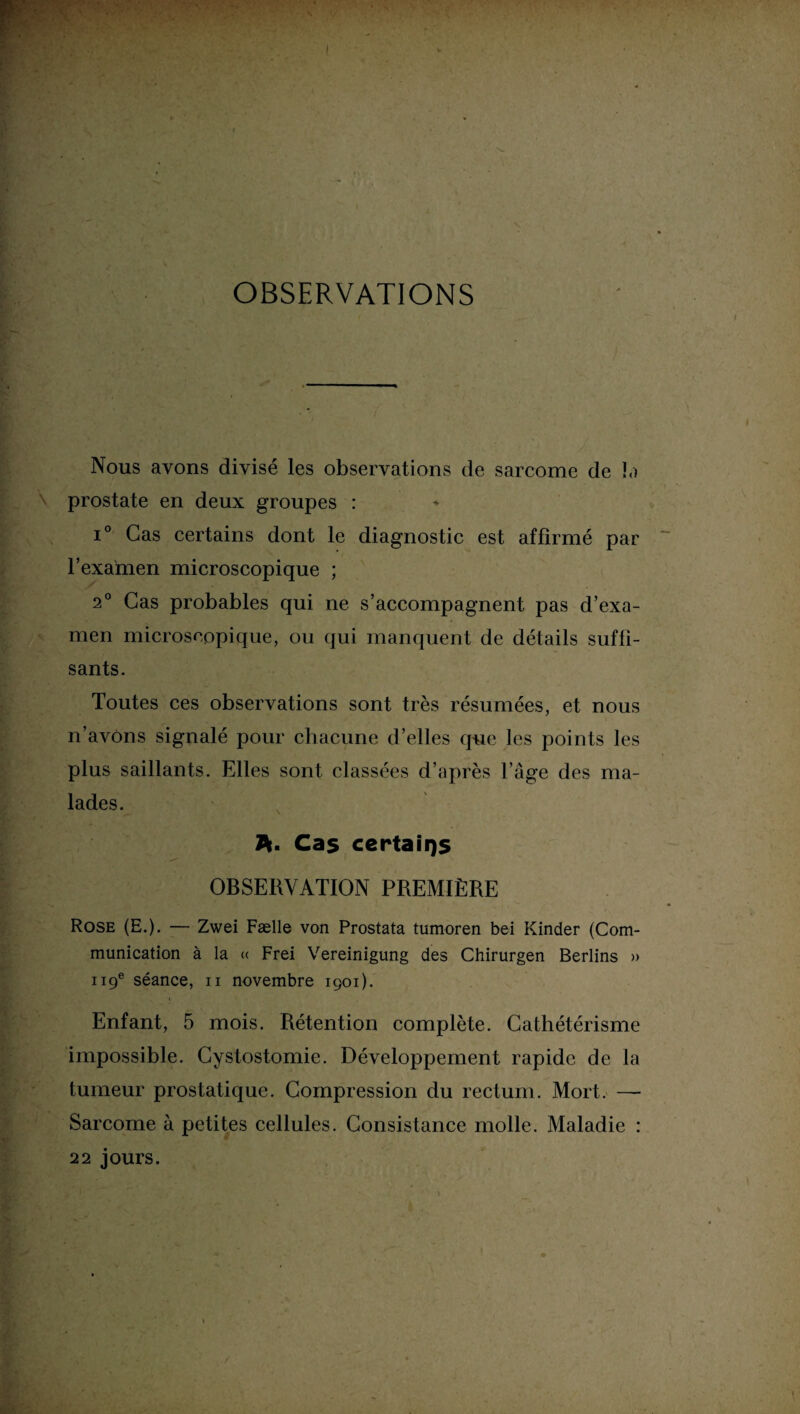 OBSERVATIONS
Nous avons divisé les observations de sarcome de la
prostate en deux groupes :
1° Cas certains dont le diagnostic est affirmé par
l'examen microscopique ;
2° Cas probables qui ne s'accompagnent pas d'exa-
men microscopique, ou qui manquent de détails suffi-
sants.
Toutes ces observations sont très résumées, et nous
n'avons signalé pour chacune d'elles que les points les
plus saillants. Elles sont classées d'après l'âge des ma-
lades.
A. Cas certains
OBSERVATION PREMIÈRE
ROSE (E.). — Zwei Fælle von Prostata tumoren bei Kinder (Com-
munication à la « Frei Vereinigung des Chirurgen Berlins »
119e séance, 11 novembre 1901).
Enfant, 5 mois. Rétention complète. Cathétérisme
impossible. Cystostomie. Développement rapide de la
tumeur prostatique. Compression du rectum. Mort. —
Sarcome à petites cellules. Consistance molle. Maladie :
22 jours.